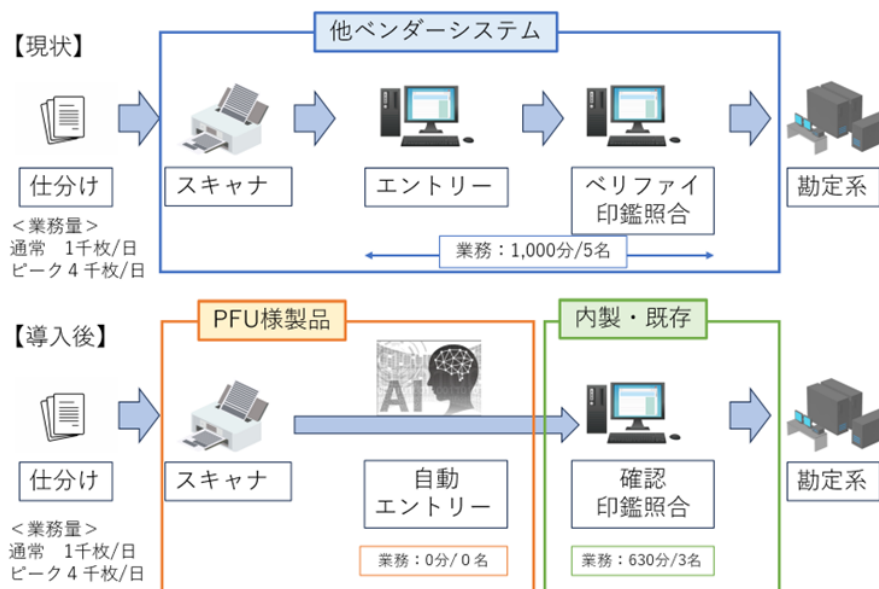 他ベンダーシステム
【現状】
仕分け
スキャナ
エントリー
ベリファイ
印鑑照合
勘定系
＜業務量＞
通常　1千枚/日
ピーク４千枚/日
業務：1,000分/5名
PFU様製品
内製・既存
【導入後】
AI
仕分け
スキャナ
自動
エントリー
確認
印鑑照合
勘定系
＜業務量＞
通常　1千枚/日
ピーク４千枚/日
業務：0分/０名
業務：630分/3名